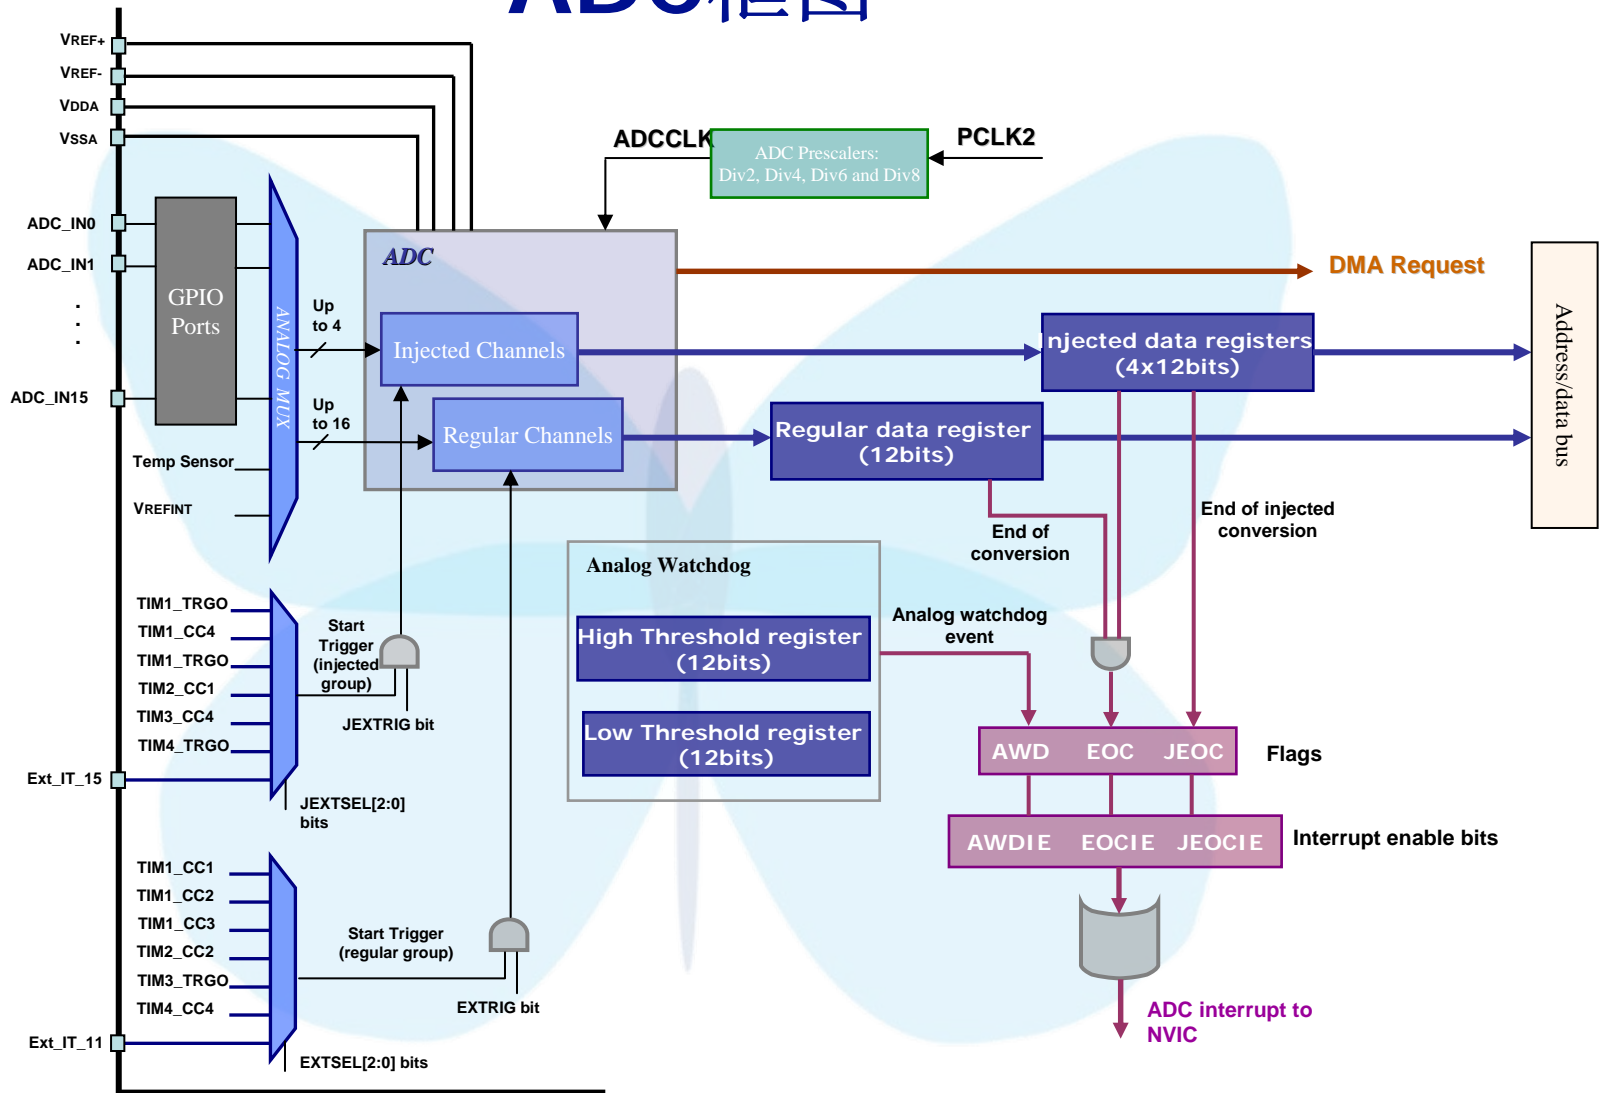 ADC框图
VREF+
VREF-
VDDA
VSSA
ADCCLK
ADC Prescalers:
Div2, Div4, Div6 and Div8
PCLK2
ADC_IN0
ADC_IN1
.
.
.
ADC_IN15
GPIO
Ports
ANALOG MUX
Temp Sensor
VREFINT
Up
to 4
Up
to 16
ADC
Injected Channels
Regular Channels
DMA Request
Injected data registers
(4x12bits)
Regular data register
(12bits)
Address/data bus
End of
conversion
End of injected
conversion
Analog Watchdog
High Threshold register
(12bits)
Low Threshold register
(12bits)
Analog watchdog
event
TIM1_TRGO
TIM1_CC4
TIM1_TRGO
TIM2_CC1
TIM3_CC4
TIM4_TRGO
Ext_IT_15
Start
Trigger
(injected
group)
JEXTRIG bit
JEXTSEL[2:0]
bits
AWD EOC JEOC
Flags
AWDIE EOCIE JEOCIE
Interrupt enable bits
TIM1_CC1
TIM1_CC2
TIM1_CC3
TIM2_CC2
TIM3_TRGO
TIM4_CC4
Ext_IT_11
Start Trigger
(regular group)
EXTRIG bit
EXTSEL[2:0] bits
ADC interrupt to
NVIC